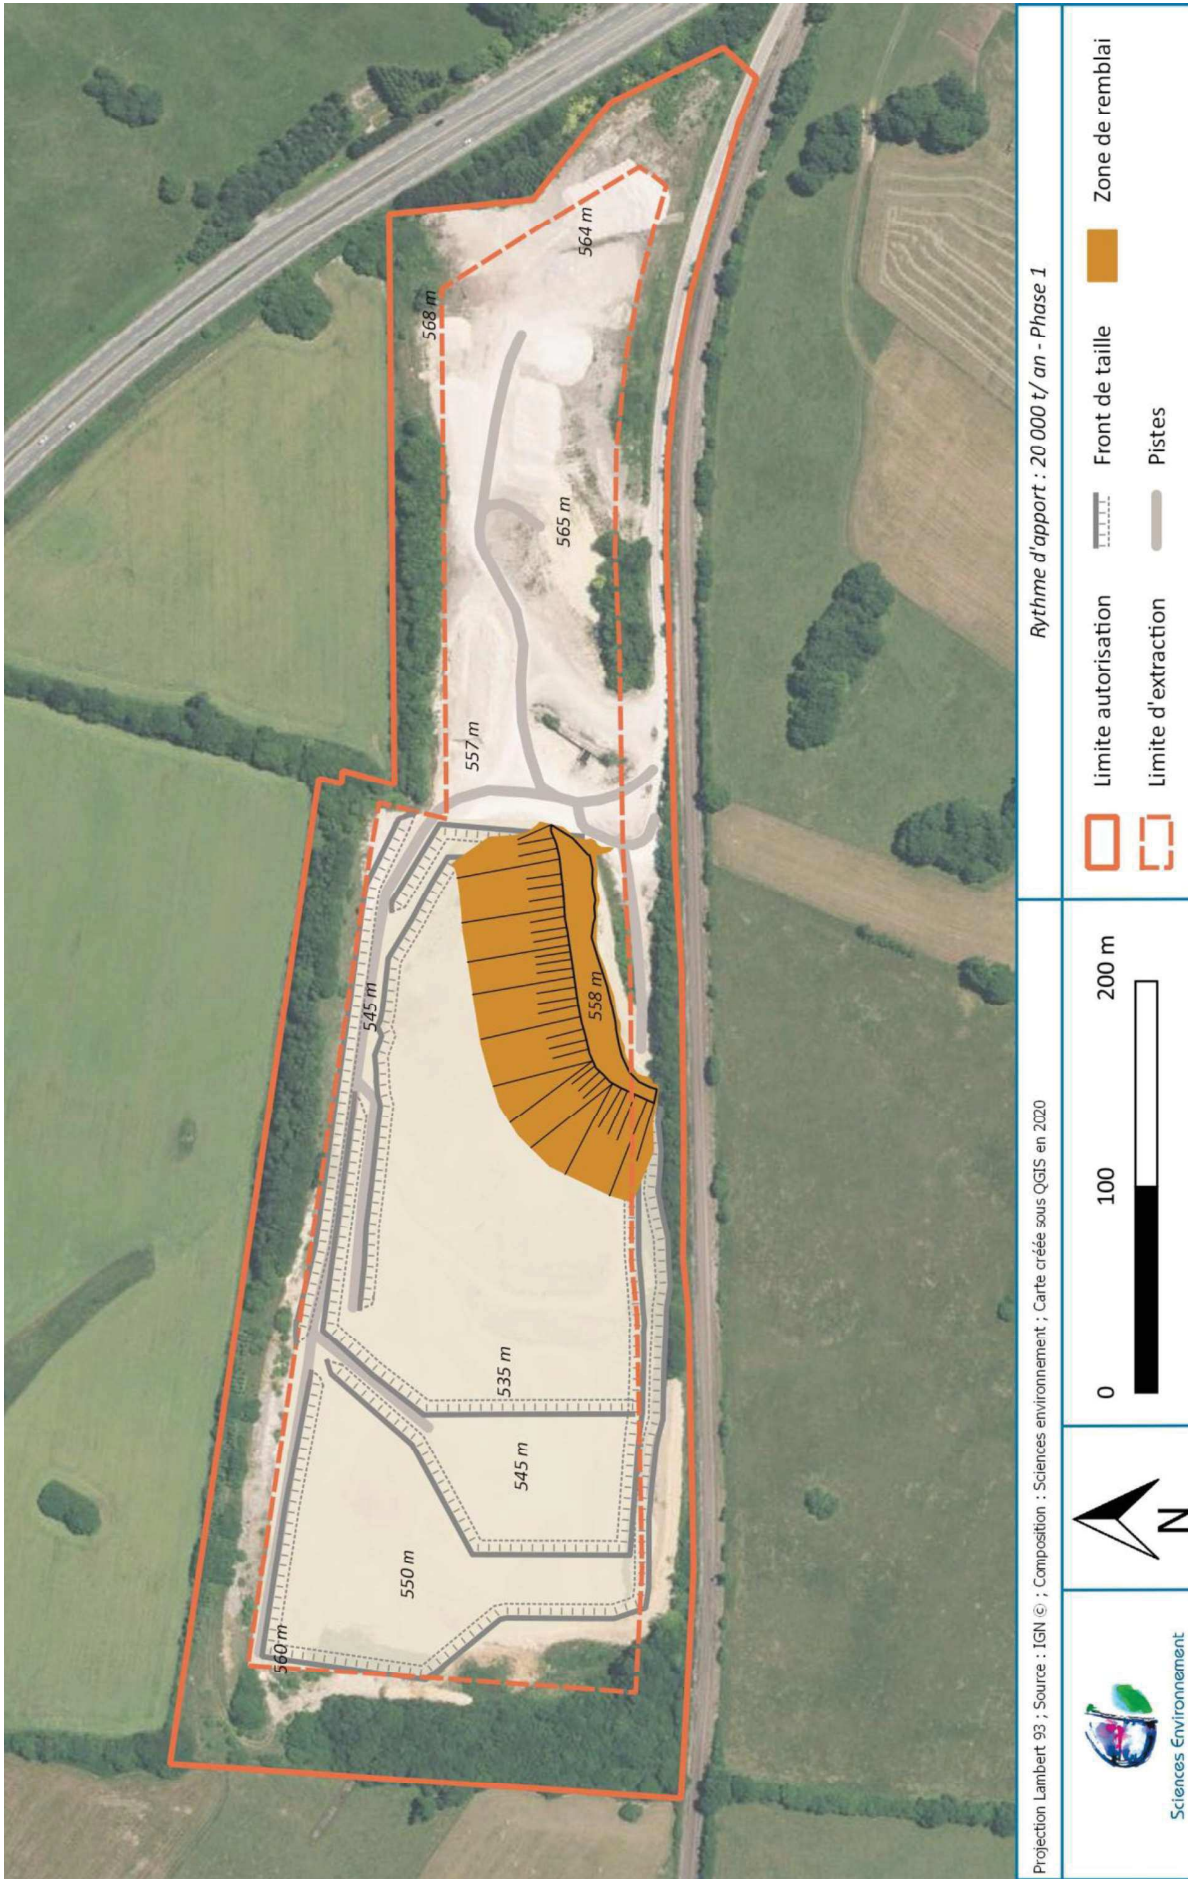 568 m
564 m
565 m
557 m
545 m
558 m
535 m
545 m
550 m
560 m
Projection Lambert 93 ; Source : IGN © ; Composition : Sciences environnement ; Carte créée sous QGIS en 2020
Rythme d'apport : 20 000 t/ an - Phase 1
Sciences Environnement
N
0 100 200 m
Limite autorisation
Front de taille
Zone de remblai
Limite d'extraction
Pistes